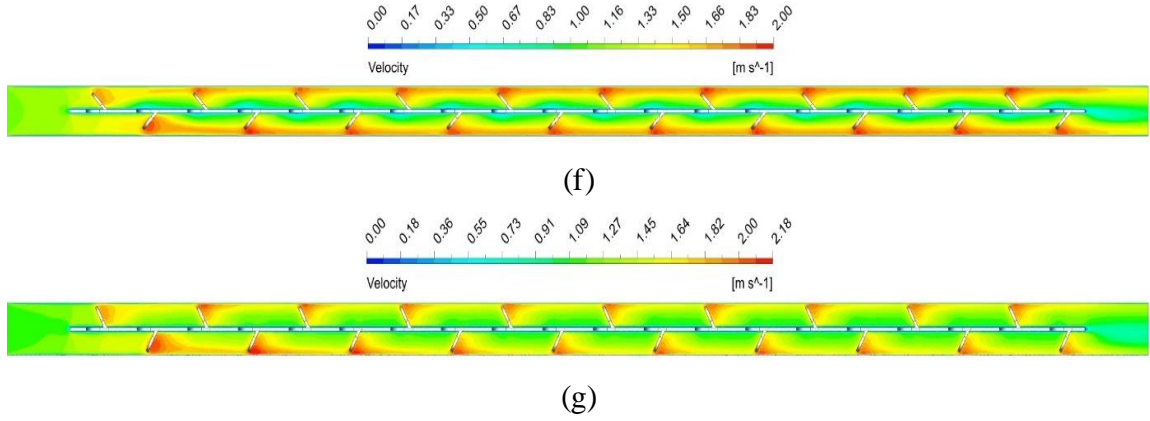 0.00 0.17 0.33 0.50 0.67 0.83 1.00 1.16 1.33 1.50 1.66 1.83 2.00
Velocity [m s^-1]
(f)
0.00 0.18 0.36 0.55 0.73 0.91 1.09 1.27 1.45 1.64 1.82 2.00 2.18
Velocity [m s^-1]
(g)